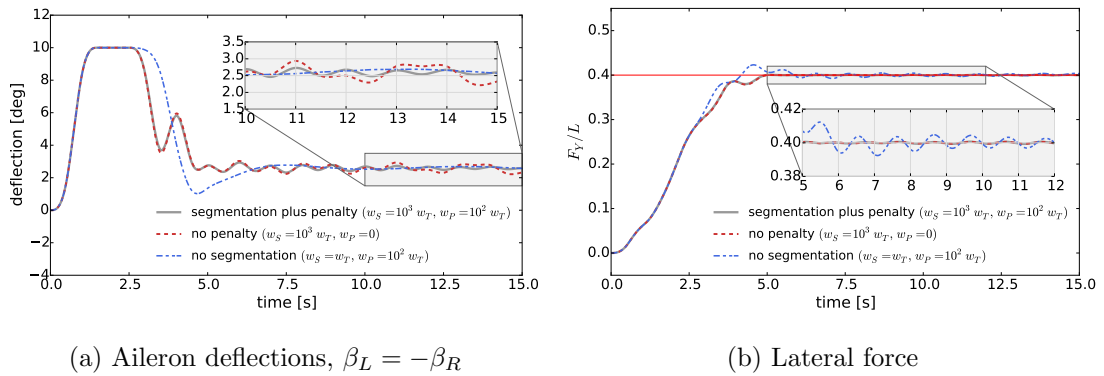 12
10
8
6
4
2
0
−2
−4
deflection [deg]
3.5
3.0
2.5
2.0
1.5
10 11 12 13 14 15
segmentation plus penalty (w_S = 10^3 w_T, w_P = 10^2 w_T)
no penalty (w_S = 10^3 w_T, w_P = 0)
no segmentation (w_S = w_T, w_P = 10^2 w_T)
0.0 2.5 5.0 7.5 10.0 12.5 15.0
time [s]
(a) Aileron deflections, β_L = −β_R
0.5
0.4
0.3
0.2
0.1
0.0
F_Y/L
0.42
0.40
0.38
5 6 7 8 9 10 11 12
segmentation plus penalty (w_S = 10^3 w_T, w_P = 10^2 w_T)
no penalty (w_S = 10^3 w_T, w_P = 0)
no segmentation (w_S = w_T, w_P = 10^2 w_T)
0.0 2.5 5.0 7.5 10.0 12.5 15.0
time [s]
(b) Lateral force